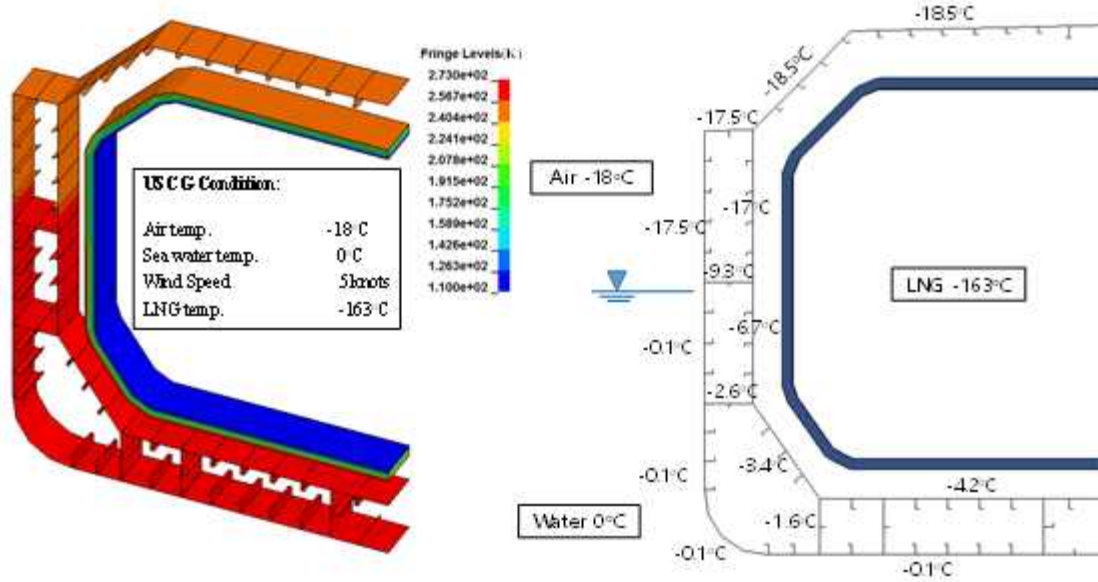 Fringe Levels(K)
2.730e+02
2.567e+02
2.404e+02
2.241e+02
2.078e+02
1.915e+02
1.752e+02
1.589e+02
1.426e+02
1.263e+02
1.100e+02
USCG Condition:
Air temp. -18°C
Sea water temp. 0°C
Wind Speed 5knots
LNG temp. -163°C
-18.5°C
-18.5°C
-17.5°C
Air -18°C
-17°C
-17.5°C
-9.3°C
LNG -163°C
-6.7°C
-0.1°C
-2.6°C
-3.4°C
-0.1°C
-4.2°C
Water 0°C
-1.6°C
-0.1°C
-0.1°C